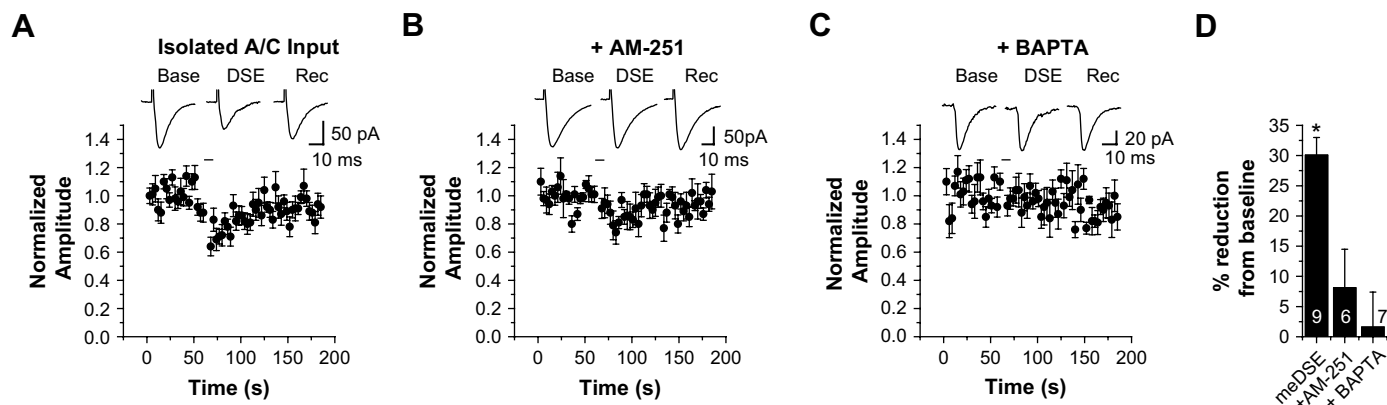 A
Isolated A/C Input
Base DSE Rec
50 pA
10 ms
Normalized
Amplitude
1.4
1.2
1.0
0.8
0.6
0.4
0.2
0.0
0 50 100 150 200
Time (s)
B
+ AM-251
Base DSE Rec
50pA
10 ms
Normalized
Amplitude
1.4
1.2
1.0
0.8
0.6
0.4
0.2
0.0
0 50 100 150 200
Time (s)
C
+ BAPTA
Base DSE Rec
20 pA
10 ms
Normalized
Amplitude
1.4
1.2
1.0
0.8
0.6
0.4
0.2
0.0
0 50 100 150 200
Time (s)
D
% reduction
from baseline
35
30
25
20
15
10
5
0
*
9 6 7
meDSE
+AM-251
+ BAPTA